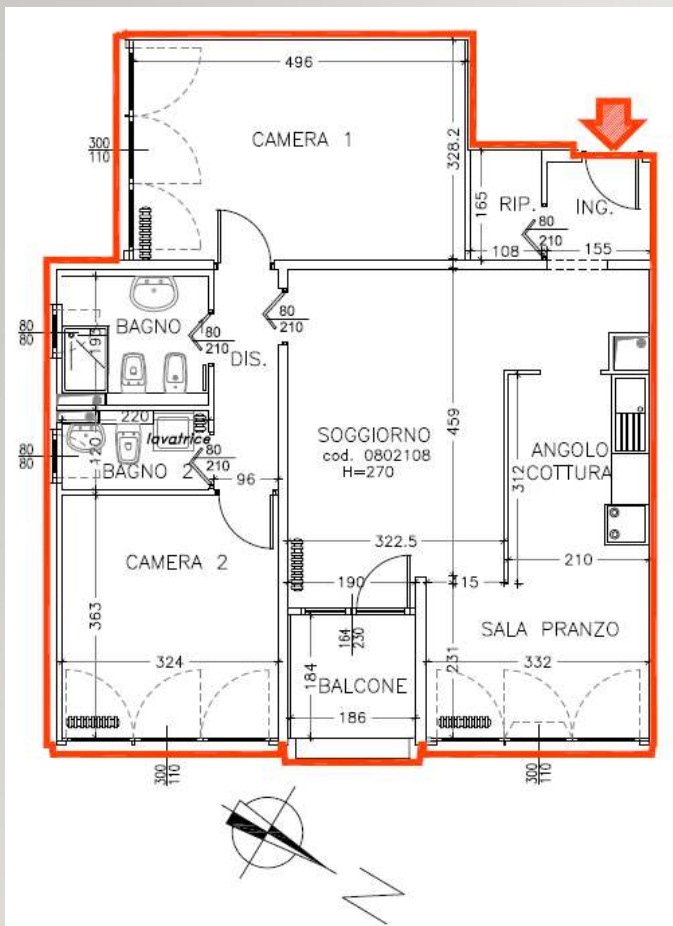 496
CAMERA 1
300
110
328.2
165
RIP.
ING.
80
210
108
155
80
80
BAGNO
193
80
210
80
210
DIS.
220
lavatrice
SOGGIORNO
cod. 0802108
H=270
459
312
ANGOLO
COTTURA
80
80
120
BAGNO 2
80
210
96
322.5
210
CAMERA 2
190
115
363
324
164
230
184
BALCONE
186
SALA PRANZO
231
332
300
110
300
110
N